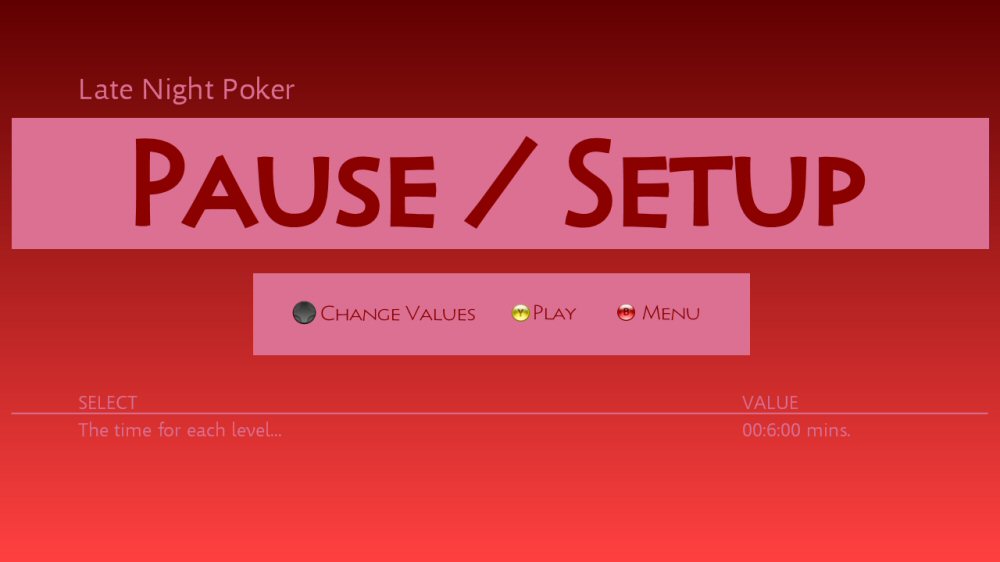 Late Night Poker
Pause / Setup
Change Values Y Play B Menu
SELECT VALUE
The time for each level... 00:6:00 mins.